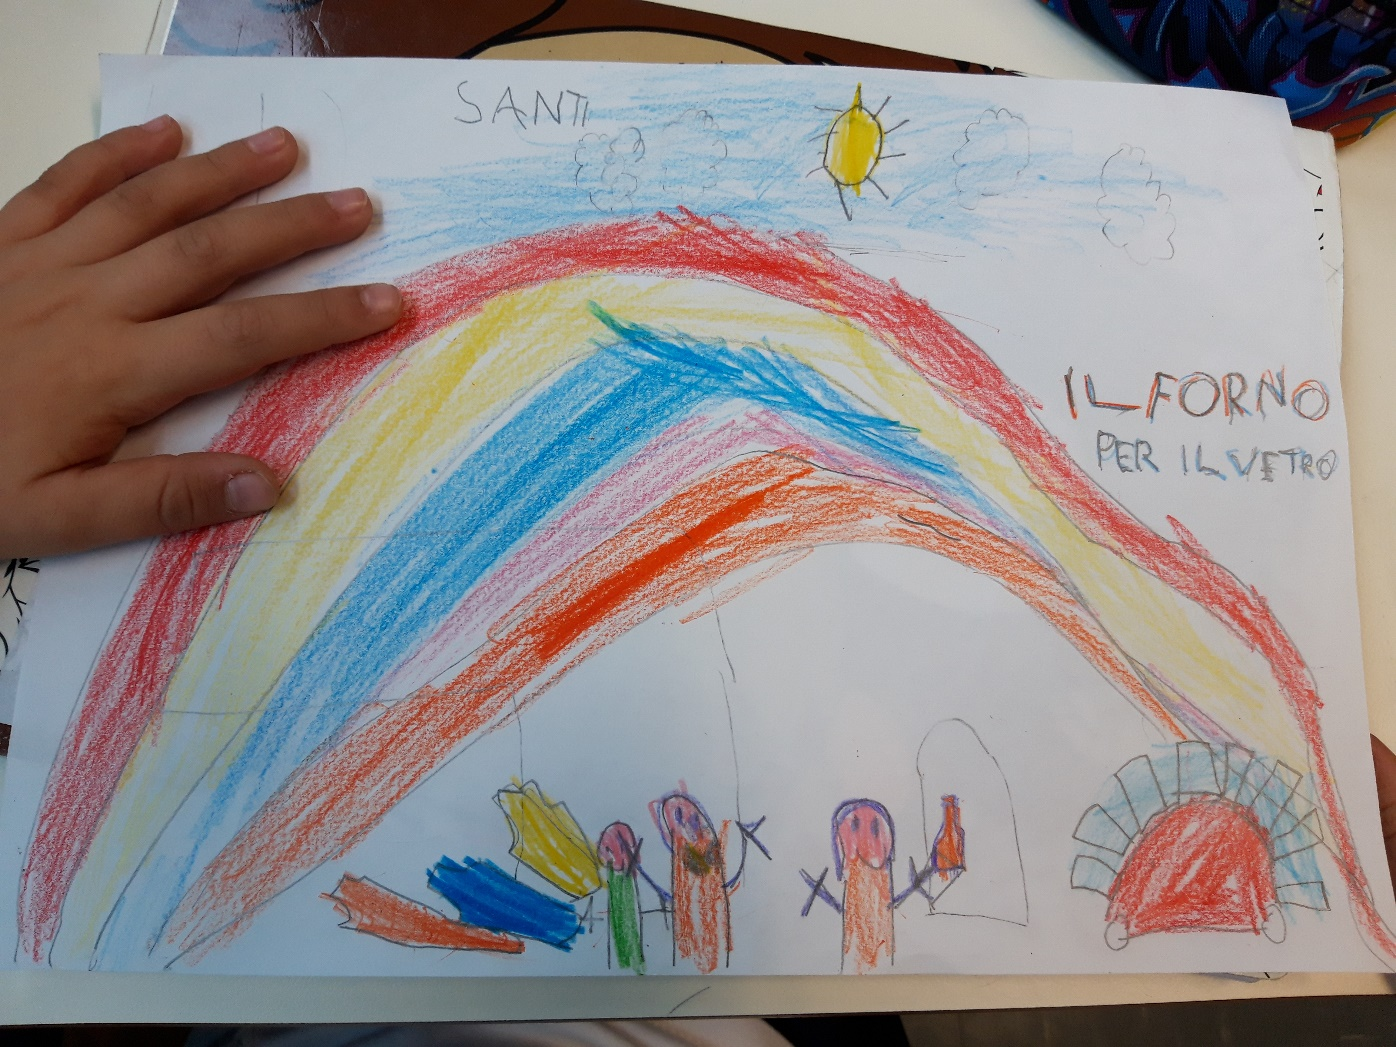 SANTI
IL FORNO
PER IL VETRO